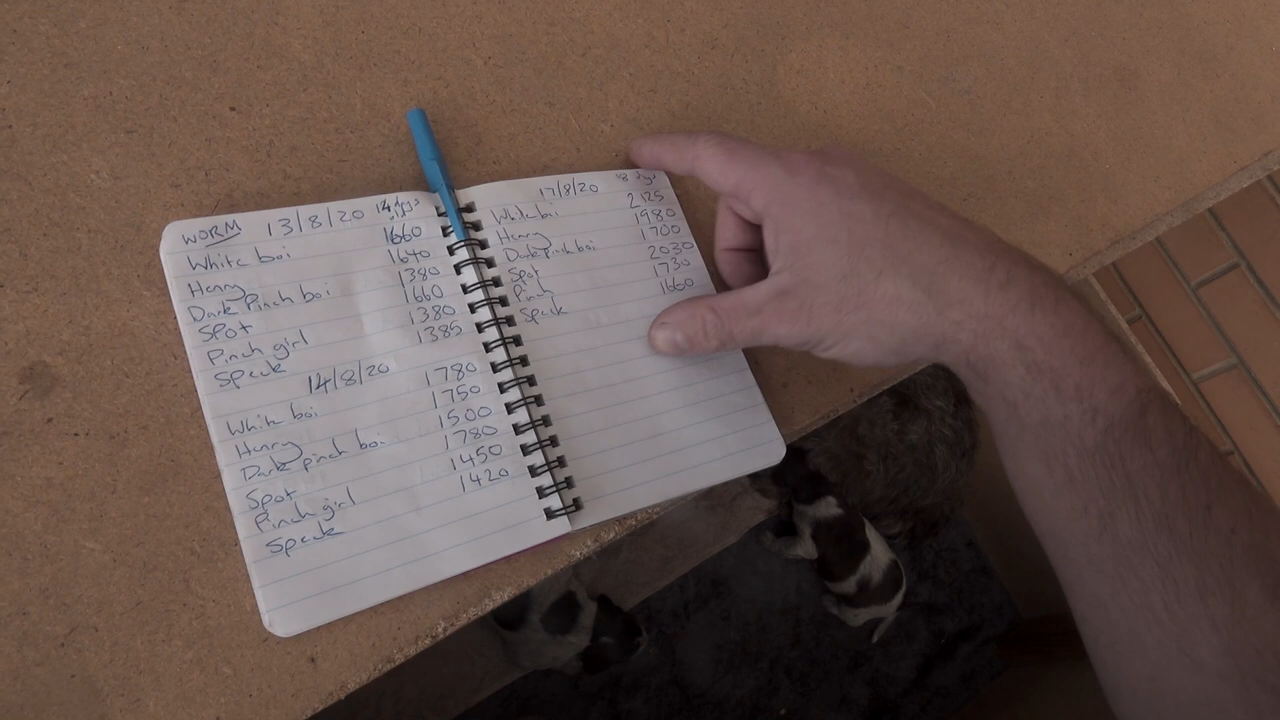 WORM 13/8/20 14 dys
White boi 1660
Henry 1640
Dark Pinch boi 1380
Spot 1660
Pinch girl 1380
Speck 1385
14/8/20
White boi 1780
Henry 1750
Dark pinch boi 1500
Spot 1780
Pinch girl 1450
Speck 1420
17/8/20 18 dys
White boi 2125
Henry 1980
Dark pinch boi 1700
Spot 2030
Pinch 1730
Speck 1660